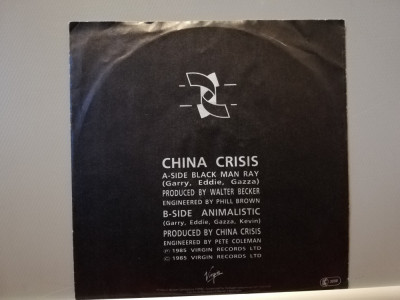 CHINA CRISIS
A-SIDE BLACK MAN RAY
(Garry, Eddie, Gazza)
PRODUCED BY WALTER BECKER
ENGINEERED BY PHILL BROWN
B-SIDE ANIMALISTIC
(Garry, Eddie, Gazza, Kevin)
PRODUCED BY CHINA CRISIS
ENGINEERED BY PETE COLEMAN
℗ 1985 VIRGIN RECORDS LTD
© 1985 VIRGIN RECORDS LTD
Virgin